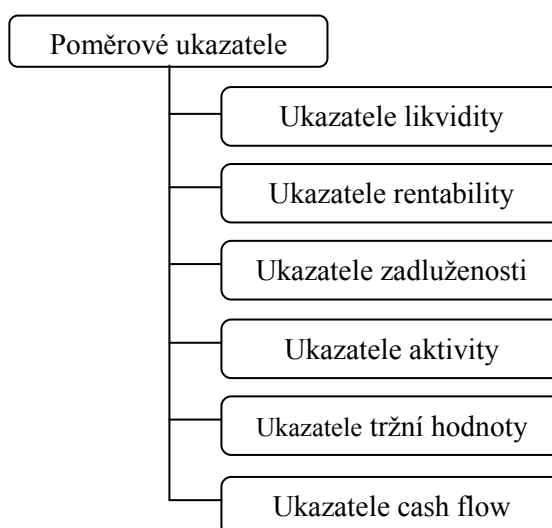 Poměrové ukazatele
Ukazatele likvidity
Ukazatele rentability
Ukazatele zadluženosti
Ukazatele aktivity
Ukazatele tržní hodnoty
Ukazatele cash flow